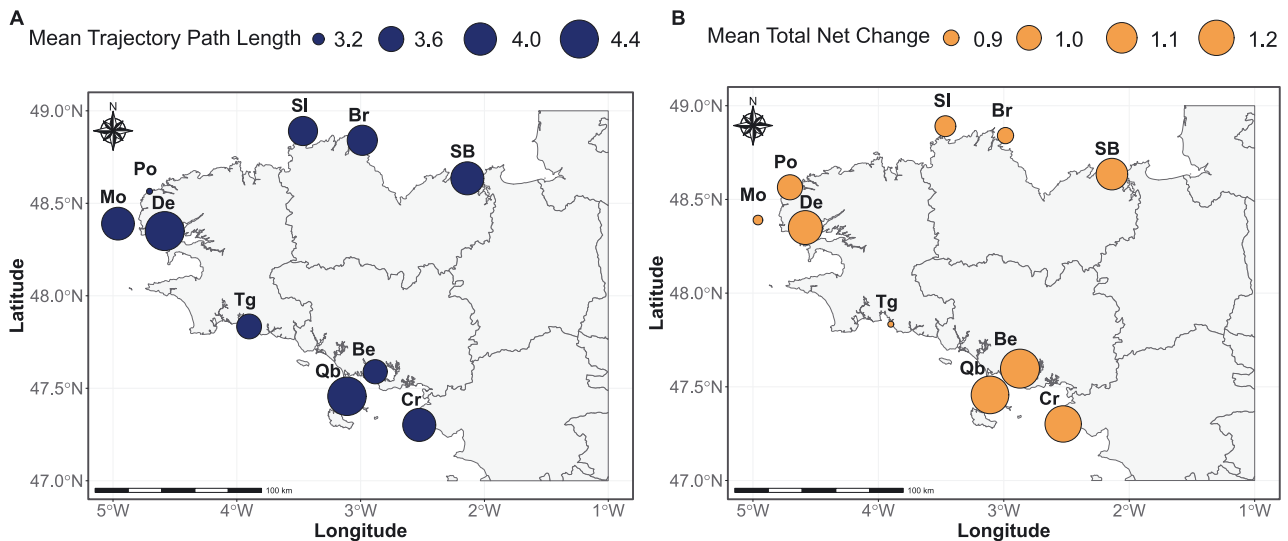 A
Mean Trajectory Path Length 3.2 3.6 4.0 4.4
49.0°N
48.5°N
48.0°N
47.5°N
47.0°N
Latitude
N
Sl
Br
SB
Po
Mo
De
Tg
Be
Qb
Cr
100 km
5°W 4°W 3°W 2°W 1°W
Longitude
B
Mean Total Net Change 0.9 1.0 1.1 1.2
49.0°N
48.5°N
48.0°N
47.5°N
47.0°N
Latitude
N
Sl
Br
SB
Po
Mo
De
Tg
Be
Qb
Cr
100 km
5°W 4°W 3°W 2°W 1°W
Longitude